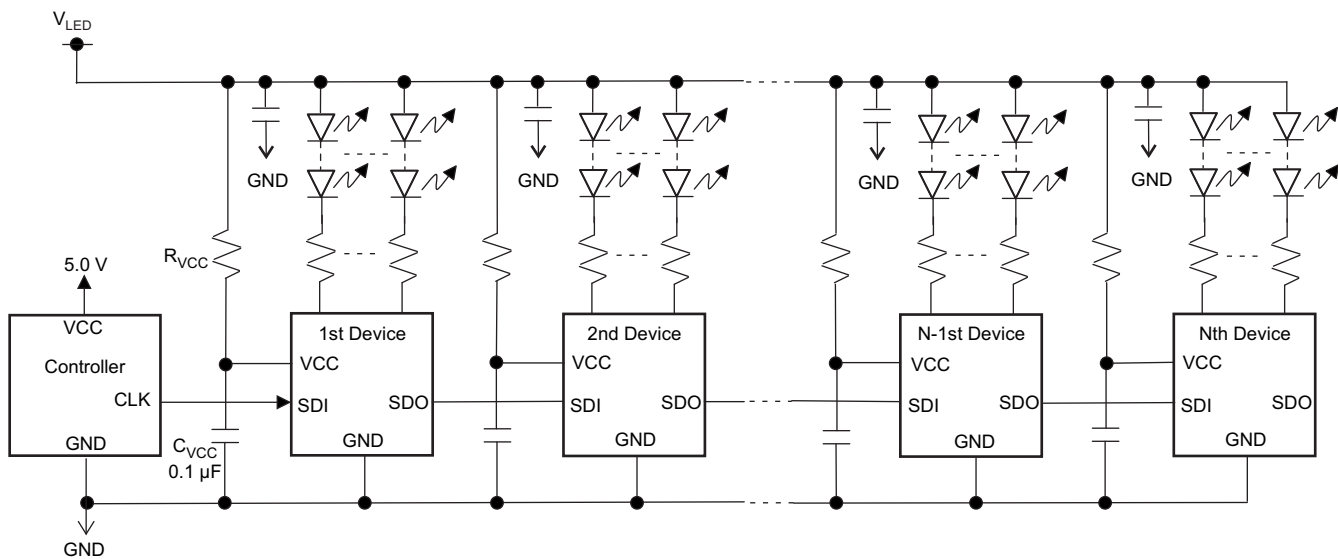 VLED
GND
GND
GND
GND
RVCC
5.0 V
VCC
Controller
CLK
GND
1st Device
VCC
SDI
SDO
GND
2nd Device
VCC
SDI
SDO
GND
N-1st Device
VCC
SDI
SDO
GND
Nth Device
VCC
SDI
SDO
GND
CVCC
0.1 µF
GND